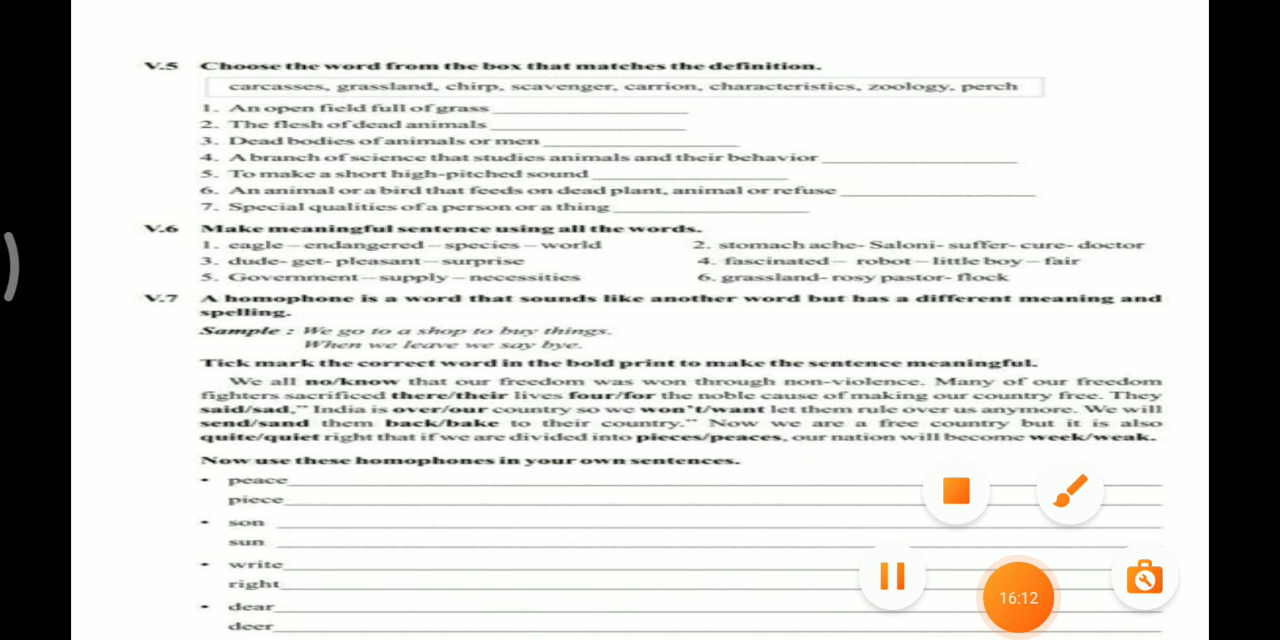 V.5 Choose the word from the box that matches the definition.
carcasses, grassland, chirp, scavenger, carrion, characteristics, zoology, perch
1. An open field full of grass
2. The flesh of dead animals
3. Dead bodies of animals or men
4. A branch of science that studies animals and their behavior
5. To make a short high-pitched sound
6. An animal or a bird that feeds on dead plant, animal or refuse
7. Special qualities of a person or a thing
V.6 Make meaningful sentence using all the words.
1. eagle – endangered – species – world 2. stomach ache- Saloni- suffer- cure- doctor
3. dude- get- pleasant – surprise 4. fascinated – robot – little boy – fair
5. Government – supply – necessities 6. grassland- rosy pastor- flock
V.7 A homophone is a word that sounds like another word but has a different meaning and
spelling.
Sample : We go to a shop to buy things.
When we leave we say bye.
Tick mark the correct word in the bold print to make the sentence meaningful.
We all no/know that our freedom was won through non-violence. Many of our freedom
fighters sacrificed there/their lives four/for the noble cause of making our country free. They
said/sad," India is over/our country so we won't/want let them rule over us anymore. We will
send/sand them back/bake to their country." Now we are a free country but it is also
quite/quiet right that if we are divided into pieces/peaces, our nation will become week/weak.
Now use these homophones in your own sentences.
• peace
piece
• son
sun
• write
right
• dear
deer
16:12